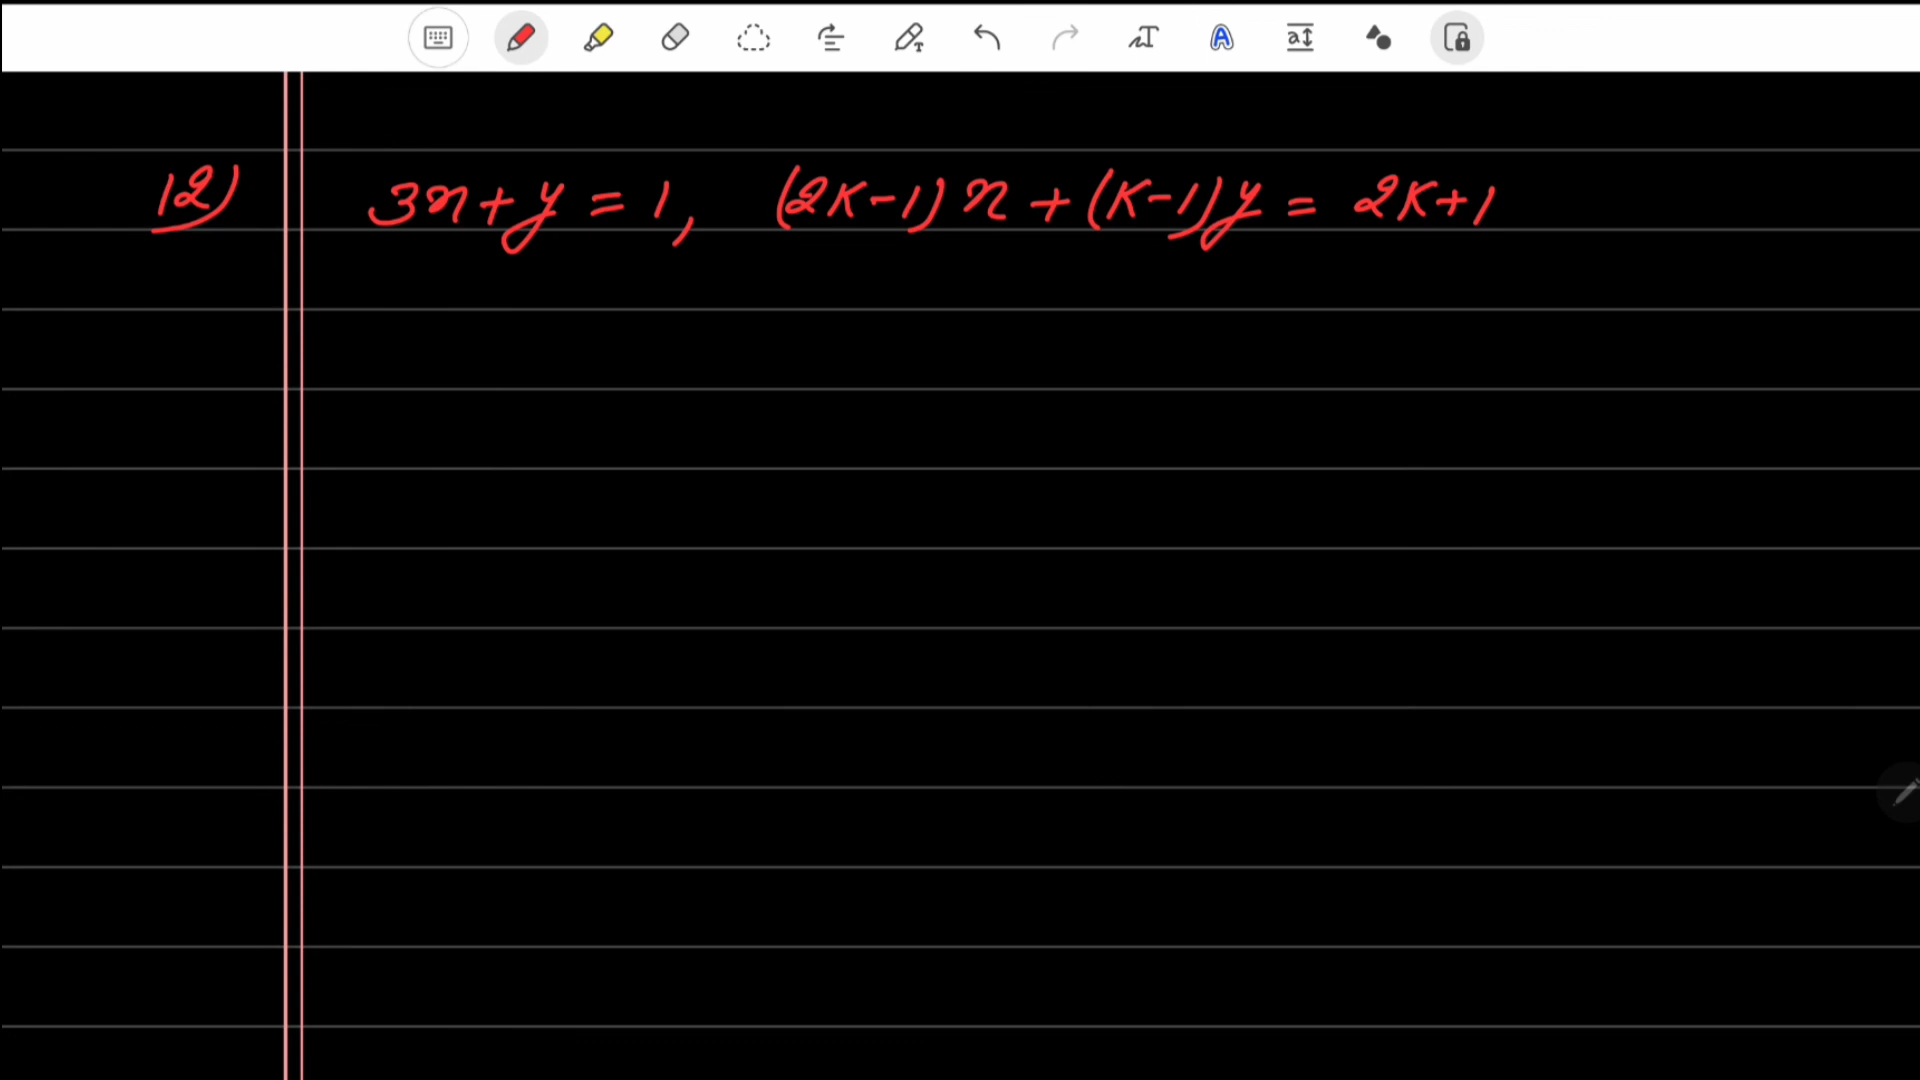 12) 3x+y = 1, (2K-1)x + (K-1)y = 2K+1